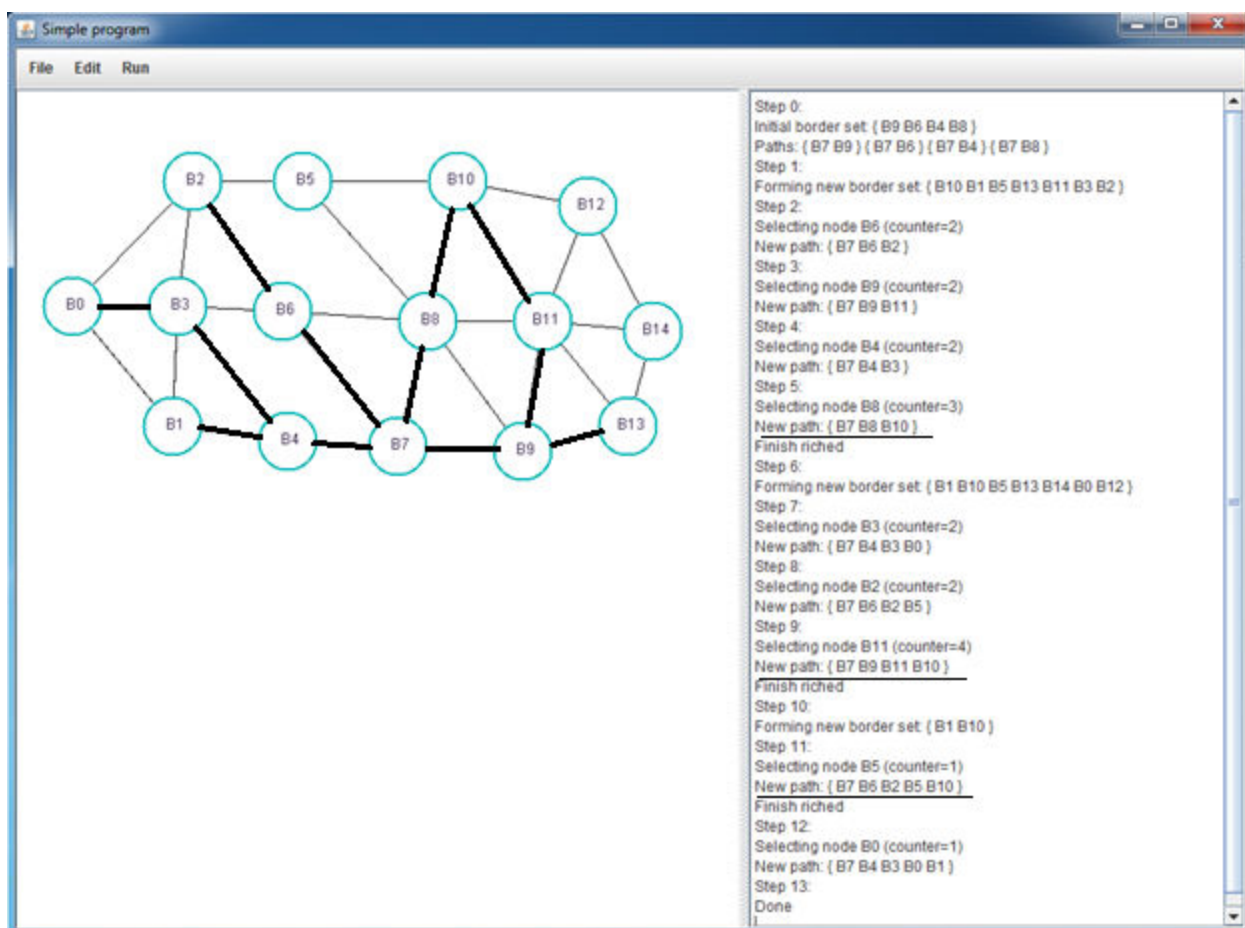 Simple program
File Edit Run
B2 B5 B10
B12
B0 B3 B6 B8 B11 B14
B1 B4 B7 B9 B13
Step 0:
Initial border set: { B9 B6 B4 B8 }
Paths: { B7 B9 } { B7 B6 } { B7 B4 } { B7 B8 }
Step 1:
Forming new border set: { B10 B1 B5 B13 B11 B3 B2 }
Step 2:
Selecting node B6 (counter=2)
New path: { B7 B6 B2 }
Step 3:
Selecting node B9 (counter=2)
New path: { B7 B9 B11 }
Step 4:
Selecting node B4 (counter=2)
New path: { B7 B4 B3 }
Step 5:
Selecting node B8 (counter=3)
New path: { B7 B8 B10 }
Finish riched
Step 6:
Forming new border set: { B1 B10 B5 B13 B14 B0 B12 }
Step 7:
Selecting node B3 (counter=2)
New path: { B7 B4 B3 B0 }
Step 8:
Selecting node B2 (counter=2)
New path: { B7 B6 B2 B5 }
Step 9:
Selecting node B11 (counter=4)
New path: { B7 B9 B11 B10 }
Finish riched
Step 10:
Forming new border set: { B1 B10 }
Step 11:
Selecting node B5 (counter=1)
New path: { B7 B6 B2 B5 B10 }
Finish riched
Step 12:
Selecting node B0 (counter=1)
New path: { B7 B4 B3 B0 B1 }
Step 13:
Done